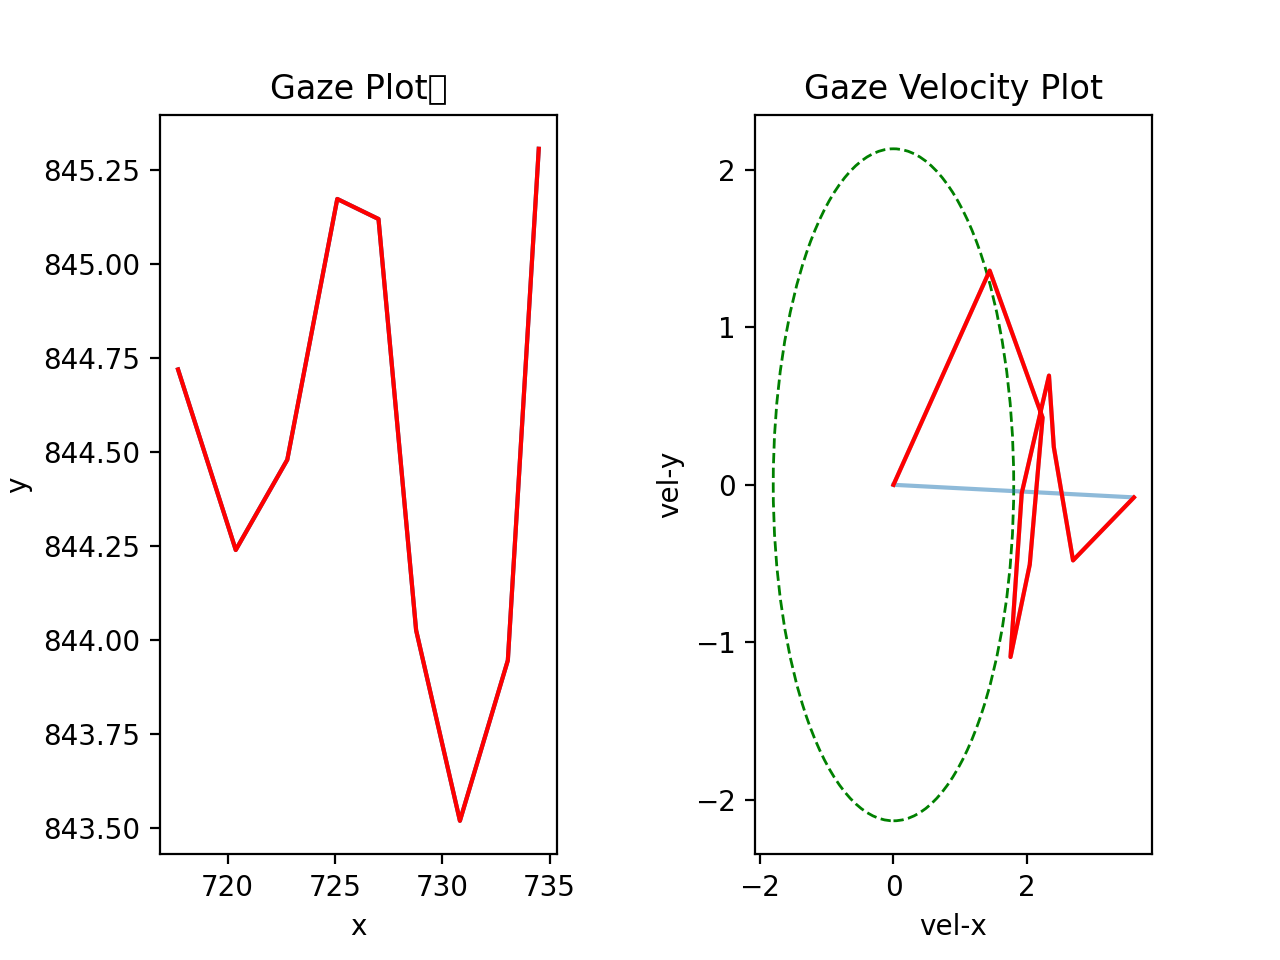 Gaze Plot
845.25
845.00
844.75
844.50
844.25
844.00
843.75
843.50
y
720 725 730 735
x
Gaze Velocity Plot
2
1
0
−1
−2
vel-y
−2 0 2
vel-x